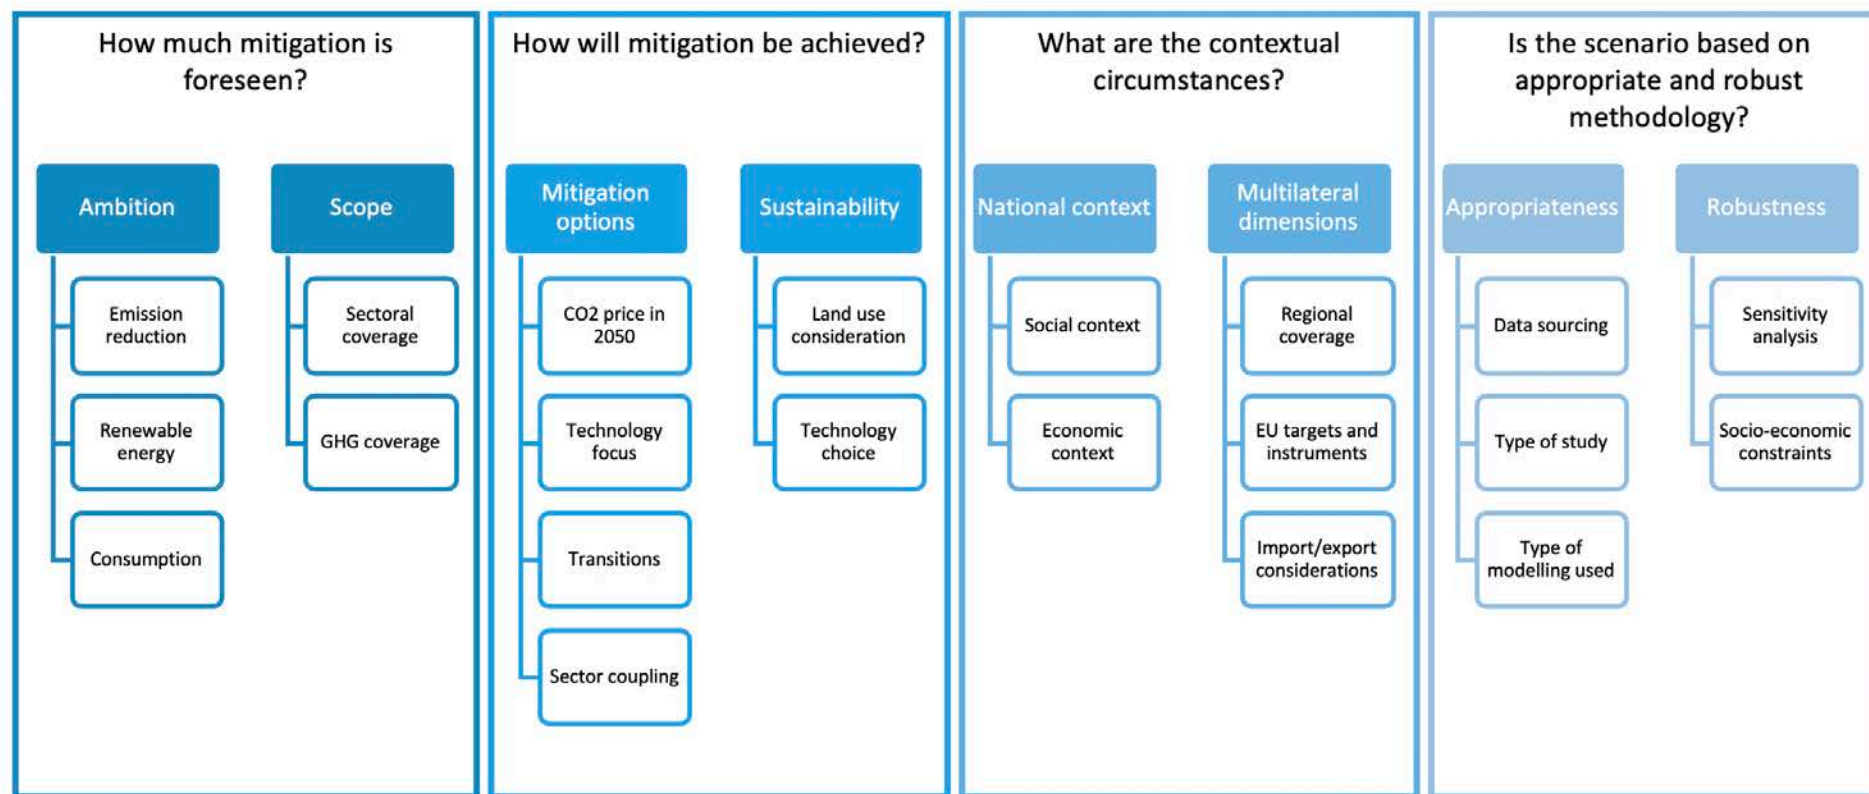 How much mitigation is
foreseen?
Ambition
Emission
reduction
Renewable
energy
Consumption
Scope
Sectoral
coverage
GHG coverage
How will mitigation be achieved?
Mitigation
options
CO2 price in
2050
Technology
focus
Transitions
Sector coupling
Sustainability
Land use
consideration
Technology
choice
What are the contextual
circumstances?
National context
Social context
Economic
context
Multilateral
dimensions
Regional
coverage
EU targets and
instruments
Import/export
considerations
Is the scenario based on
appropriate and robust
methodology?
Appropriateness
Data sourcing
Type of study
Type of
modelling used
Robustness
Sensitivity
analysis
Socio-economic
constraints